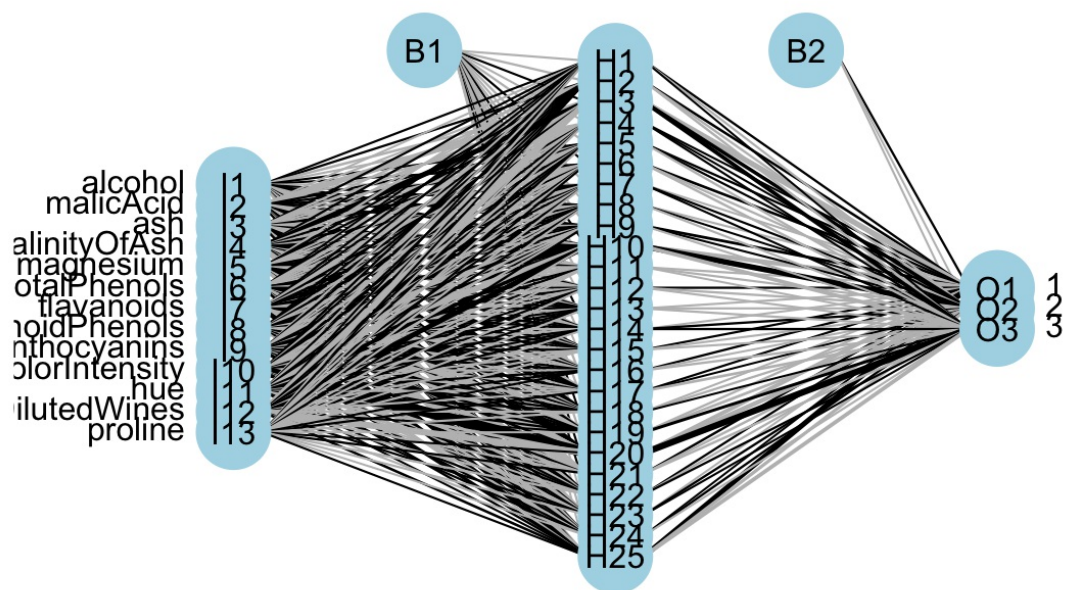 B1
B2
alcohol
malicAcid
ash
alinityOfAsh
magnesium
otalPhenols
flavanoids
noidPhenols
nthocyanins
olorIntensity
hue
DilutedWines
proline
I1
I2
I3
I4
I5
I6
I7
I8
I9
I10
I11
I12
I13
H1
H2
H3
H4
H5
H6
H7
H8
H9
H10
H11
H12
H13
H14
H15
H16
H17
H18
H19
H20
H21
H22
H23
H24
H25
O1 1
O2 2
O3 3